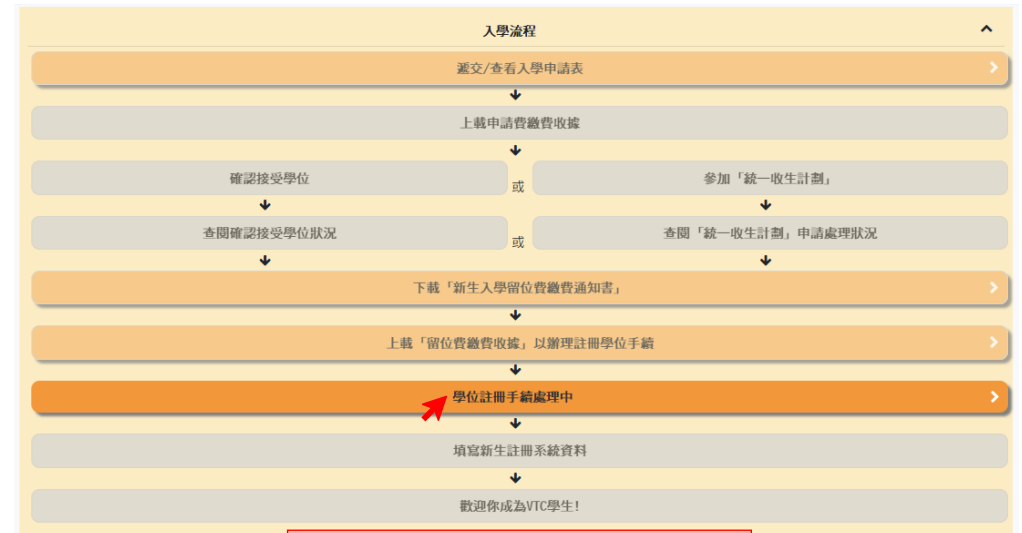 入學流程
遞交/查看入學申請表
上載申請費繳費收據
確認接受學位
或
參加「統一收生計劃」
查閱確認接受學位狀況
或
查閱「統一收生計劃」申請處理狀況
下載「新生入學留位費繳費通知書」
上載「留位費繳費收據」以辦理註冊學位手續
學位註冊手續處理中
填寫新生註冊系統資料
歡迎你成為VTC學生!